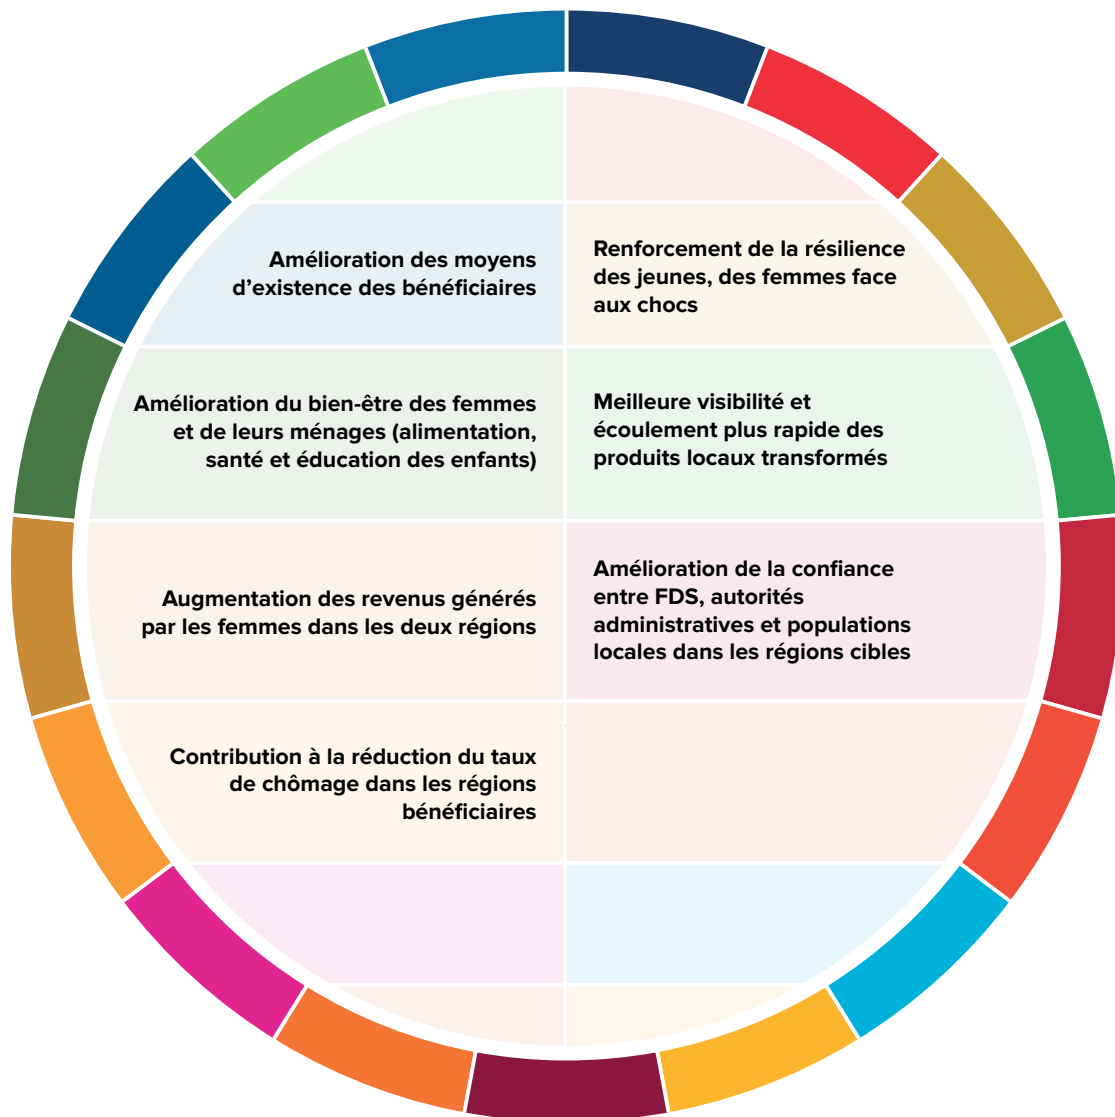 Amélioration des moyens
d’existence des bénéficiaires
Renforcement de la résilience
des jeunes, des femmes face
aux chocs
Amélioration du bien-être des femmes
et de leurs ménages (alimentation,
santé et éducation des enfants)
Meilleure visibilité et
écoulement plus rapide des
produits locaux transformés
Augmentation des revenus générés
par les femmes dans les deux régions
Amélioration de la confiance
entre FDS, autorités
administratives et populations
locales dans les régions cibles
Contribution à la réduction du taux
de chômage dans les régions
bénéficiaires